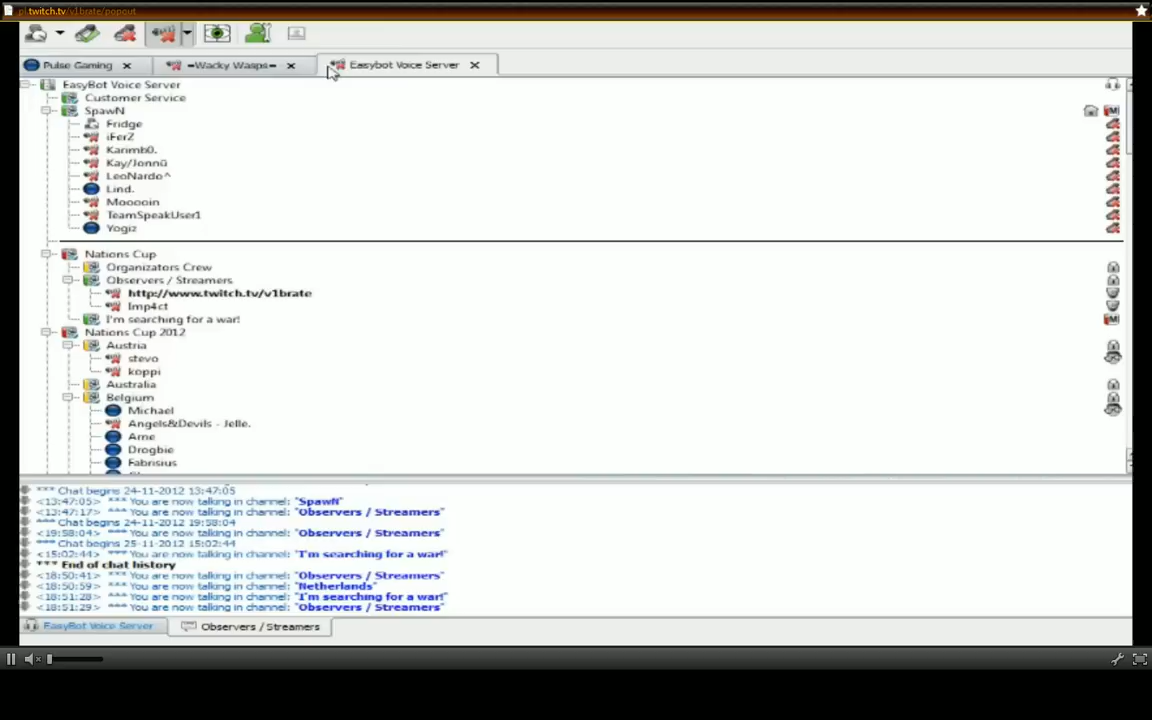 pl.twitch.tv/v1brate/popout
Pulse Gaming
=Wacky Wasps=
Easybot Voice Server
EasyBot Voice Server
Customer Service
SpawN
Fridge
iFerZ
Karimb0.
Kay/Jonnü
LeoNardo^
Lind.
Mooooin
TeamSpeakUser1
Yogiz
Nations Cup
Organizators Crew
Observers / Streamers
http://www.twitch.tv/v1brate
Imp4ct
I'm searching for a war!
Nations Cup 2012
Austria
stevo
koppi
Australia
Belgium
Michael
Angels&Devils - Jelle.
Arne
Drogbie
Fabrisius
*** Chat begins 24-11-2012 13:47:05
<13:47:05> *** You are now talking in channel: "SpawN"
<13:47:17> *** You are now talking in channel: "Observers / Streamers"
*** Chat begins 24-11-2012 19:58:04
<19:58:04> *** You are now talking in channel: "Observers / Streamers"
*** Chat begins 25-11-2012 15:02:44
<15:02:44> *** You are now talking in channel: "I'm searching for a war!"
*** End of chat history
<18:50:41> *** You are now talking in channel: "Observers / Streamers"
<18:50:59> *** You are now talking in channel: "Netherlands"
<18:51:28> *** You are now talking in channel: "I'm searching for a war!"
<18:51:29> *** You are now talking in channel: "Observers / Streamers"
EasyBot Voice Server
Observers / Streamers